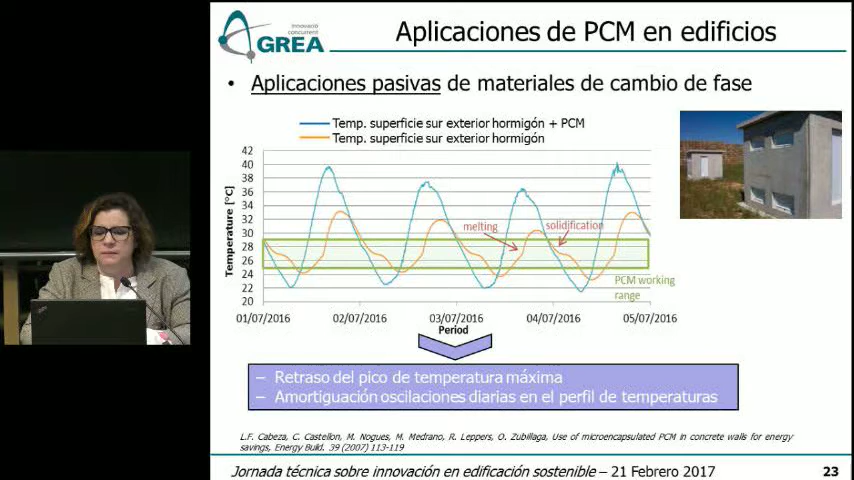 innovació
concurrent
GREA
Aplicaciones de PCM en edificios
• Aplicaciones pasivas de materiales de cambio de fase
Temp. superficie sur exterior hormigón + PCM
Temp. superficie sur exterior hormigón
Temperature [°C]
42
40
38
36
34
32
30
28
26
24
22
20
melting
solidification
PCM working
range
01/07/2016 02/07/2016 03/07/2016 04/07/2016 05/07/2016
Period
– Retraso del pico de temperatura máxima
– Amortiguación oscilaciones diarias en el perfil de temperaturas
L.F. Cabeza, C. Castellon, M. Nogues, M. Medrano, R. Leppers, O. Zubillaga, Use of microencapsulated PCM in concrete walls for energy
savings, Energy Build. 39 (2007) 113-119
Jornada técnica sobre innovación en edificación sostenible – 21 Febrero 2017
23